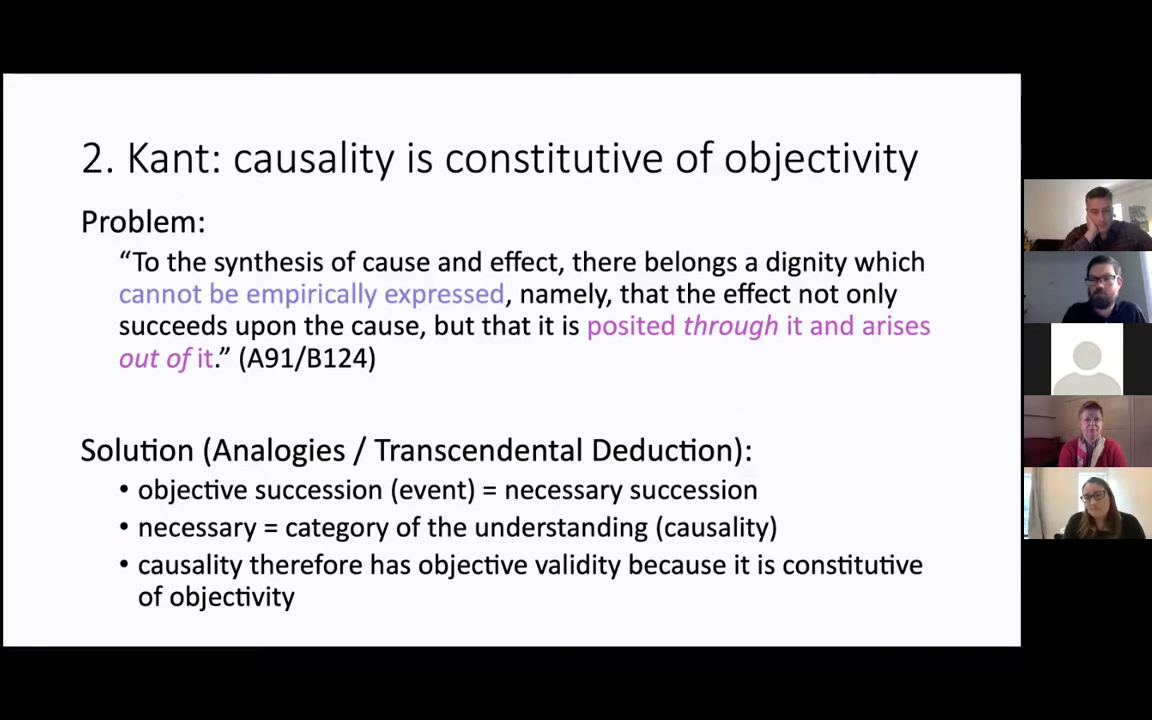 2. Kant: causality is constitutive of objectivity
Problem:
“To the synthesis of cause and effect, there belongs a dignity which
cannot be empirically expressed, namely, that the effect not only
succeeds upon the cause, but that it is posited through it and arises
out of it.” (A91/B124)
Solution (Analogies / Transcendental Deduction):
• objective succession (event) = necessary succession
• necessary = category of the understanding (causality)
• causality therefore has objective validity because it is constitutive
of objectivity